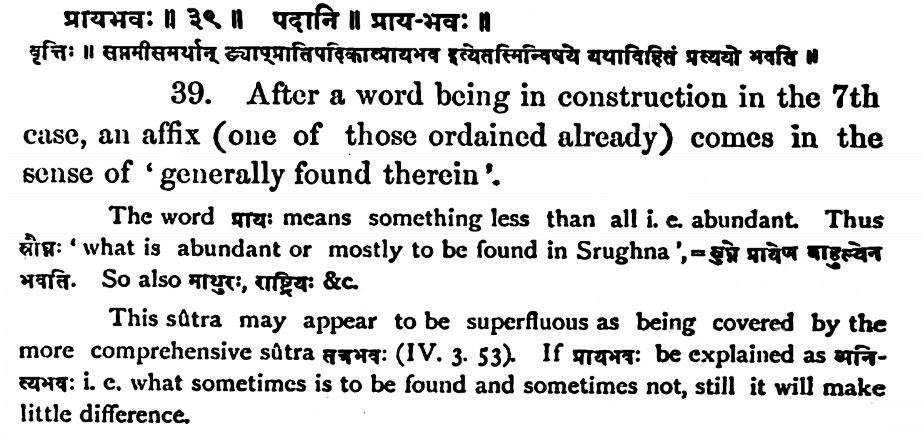 प्रायभवः ॥ ३९ ॥ पदानि ॥ प्राय-भवः ॥
वृत्तिः ॥ सप्तमीसमर्थान् ङ्याप्प्रातिपदिकात्प्रायभव इत्येतस्मिन्विषये यथाविहितं प्रत्ययो भवति ॥
39. After a word being in construction in the 7th
case, an affix (one of those ordained already) comes in the
sense of ‘generally found therein’.
The word प्रायः means something less than all i. e. abundant. Thus
स्रौघ्नः ‘what is abundant or mostly to be found in Srughna’,=स्रुघ्ने प्रायेण बाहुल्येन
भवति. So also माथुरः, राष्ट्रियः &c.
This sûtra may appear to be superfluous as being covered by the
more comprehensive sûtra तत्रभवः (IV. 3. 53). If प्रायभवः be explained as अनि-
त्यभवः i. e. what sometimes is to be found and sometimes not, still it will make
little difference.